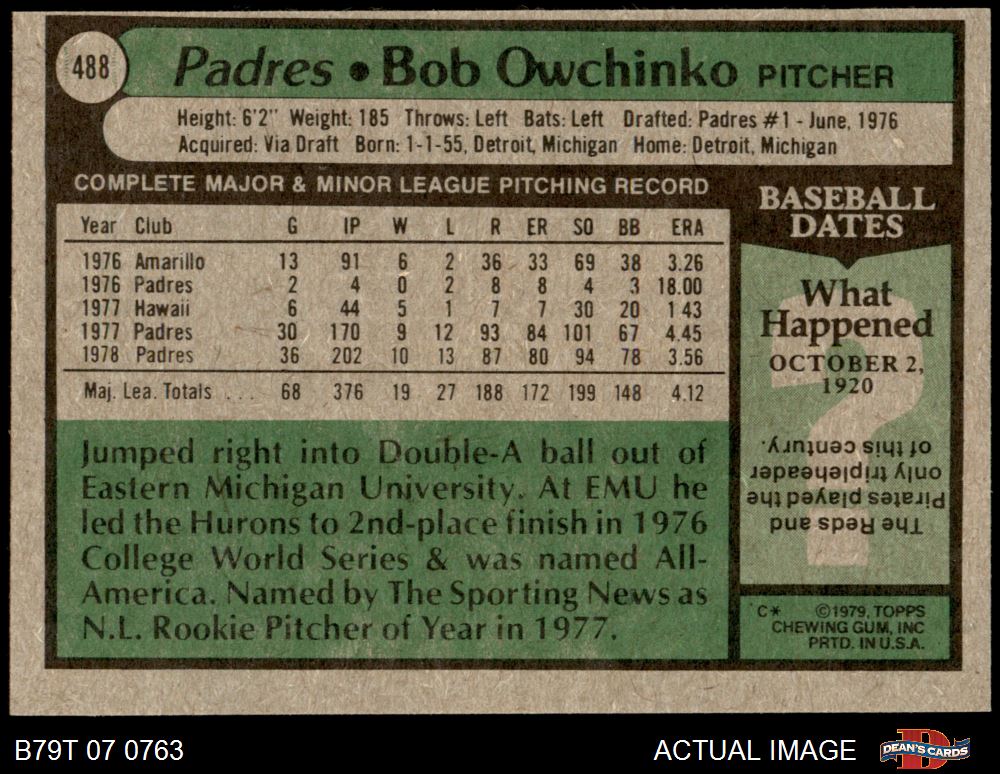 488
Padres • Bob Owchinko PITCHER
Height: 6'2" Weight: 185 Throws: Left Bats: Left Drafted: Padres #1 - June, 1976
Acquired: Via Draft Born: 1-1-55, Detroit, Michigan Home: Detroit, Michigan
COMPLETE MAJOR & MINOR LEAGUE PITCHING RECORD
Year Club G IP W L R ER SO BB ERA
1976 Amarillo 13 91 6 2 36 33 69 38 3.26
1976 Padres 2 4 0 2 8 8 4 3 18.00
1977 Hawaii 6 44 5 1 7 7 30 20 1 43
1977 Padres 30 170 9 12 93 84 101 67 4.45
1978 Padres 36 202 10 13 87 80 94 78 3.56
Maj. Lea. Totals . . . 68 376 19 27 188 172 199 148 4.12
Jumped right into Double-A ball out of
Eastern Michigan University. At EMU he
led the Hurons to 2nd-place finish in 1976
College World Series & was named All-
America. Named by The Sporting News as
N.L. Rookie Pitcher of Year in 1977.
BASEBALL
DATES
What
Happened
OCTOBER 2,
1920
?
The Reds and
Pirates played the
only tripleheader
of this century.
C* ©1979, TOPPS
CHEWING GUM, INC
PRTD. IN U.S.A.
B79T 07 0763
ACTUAL IMAGE
DEAN'S CARDS